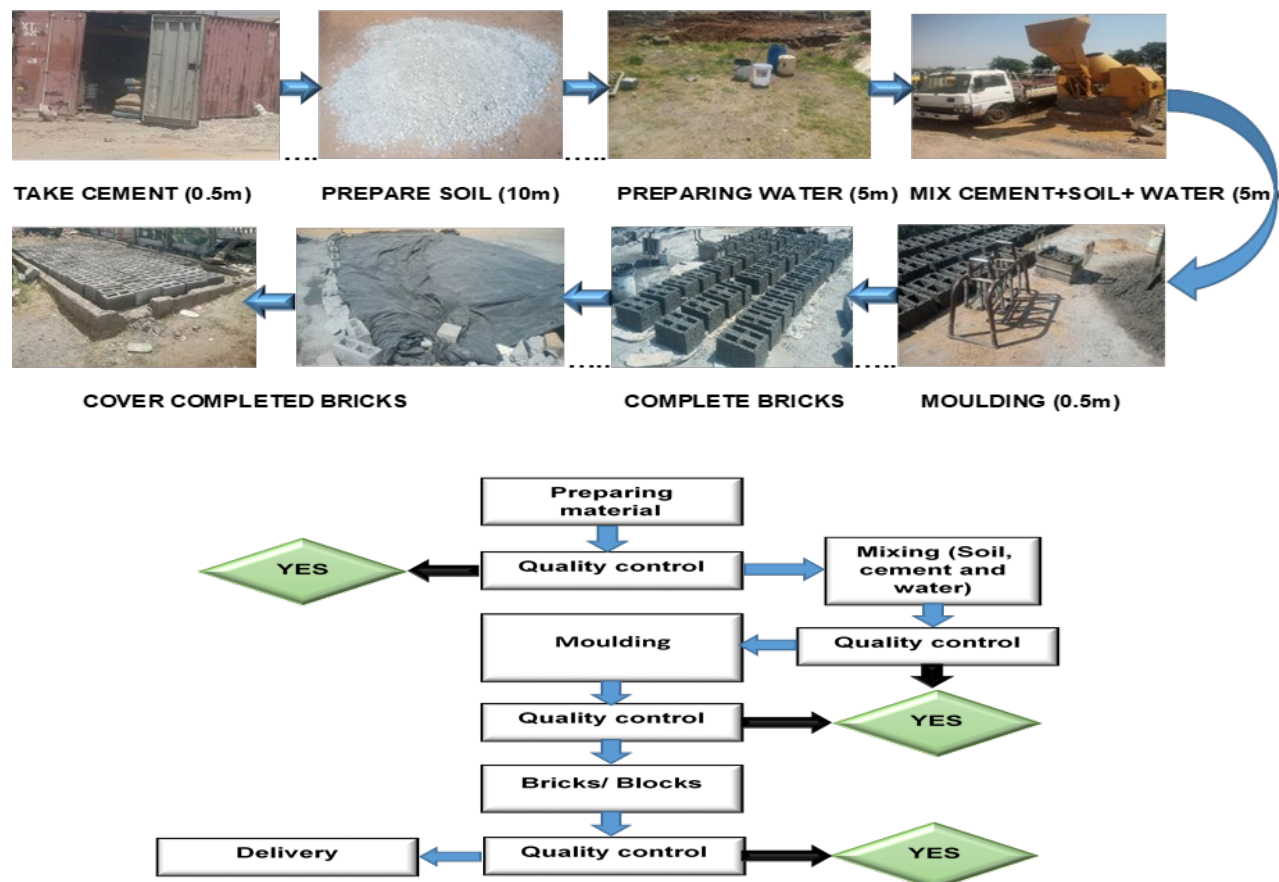 TAKE CEMENT (0.5m)
PREPARE SOIL (10m)
PREPARING WATER (5m)
MIX CEMENT+SOIL+ WATER (5m)
COVER COMPLETED BRICKS
COMPLETE BRICKS
MOULDING (0.5m)
Preparing
material
YES
Quality control
Mixing (Soil,
cement and
water)
Moulding
Quality control
Quality control
YES
Bricks/ Blocks
Delivery
Quality control
YES